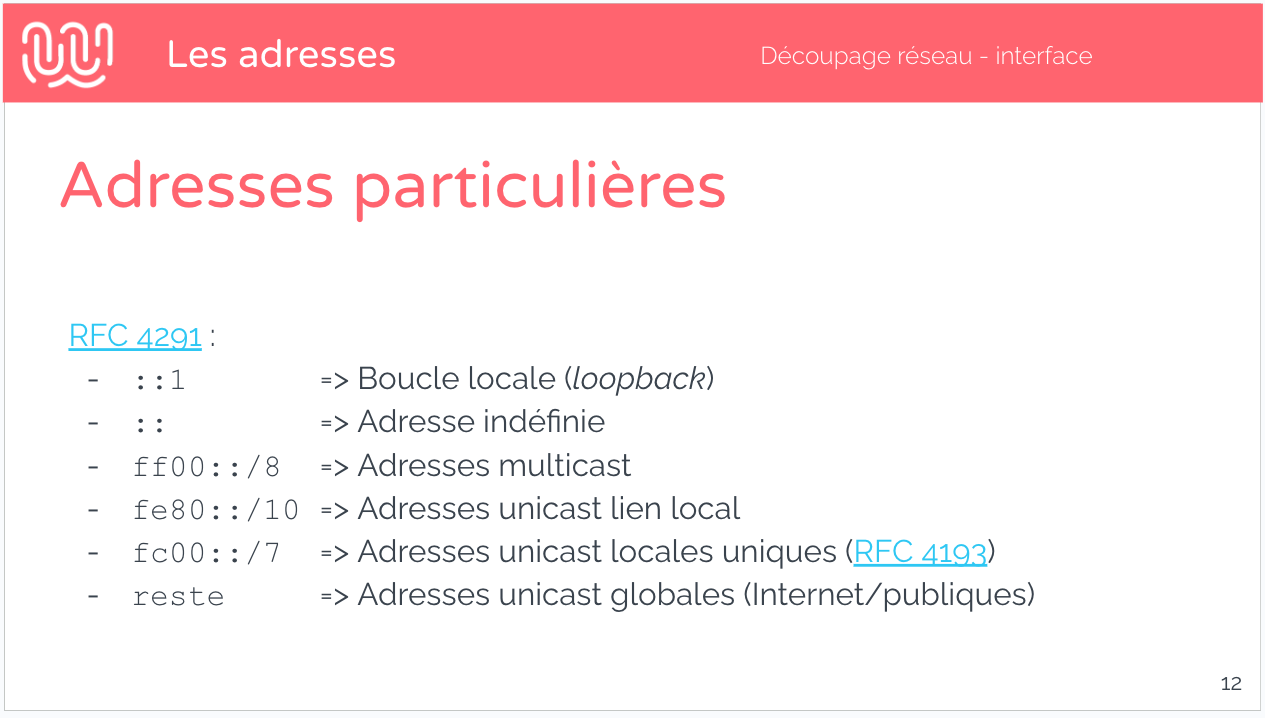 Les adresses
Découpage réseau - interface
Adresses particulières
RFC 4291 :
- ::1 => Boucle locale (loopback)
- :: => Adresse indéfinie
- ff00::/8 => Adresses multicast
- fe80::/10 => Adresses unicast lien local
- fc00::/7 => Adresses unicast locales uniques (RFC 4193)
- reste => Adresses unicast globales (Internet/publiques)
12